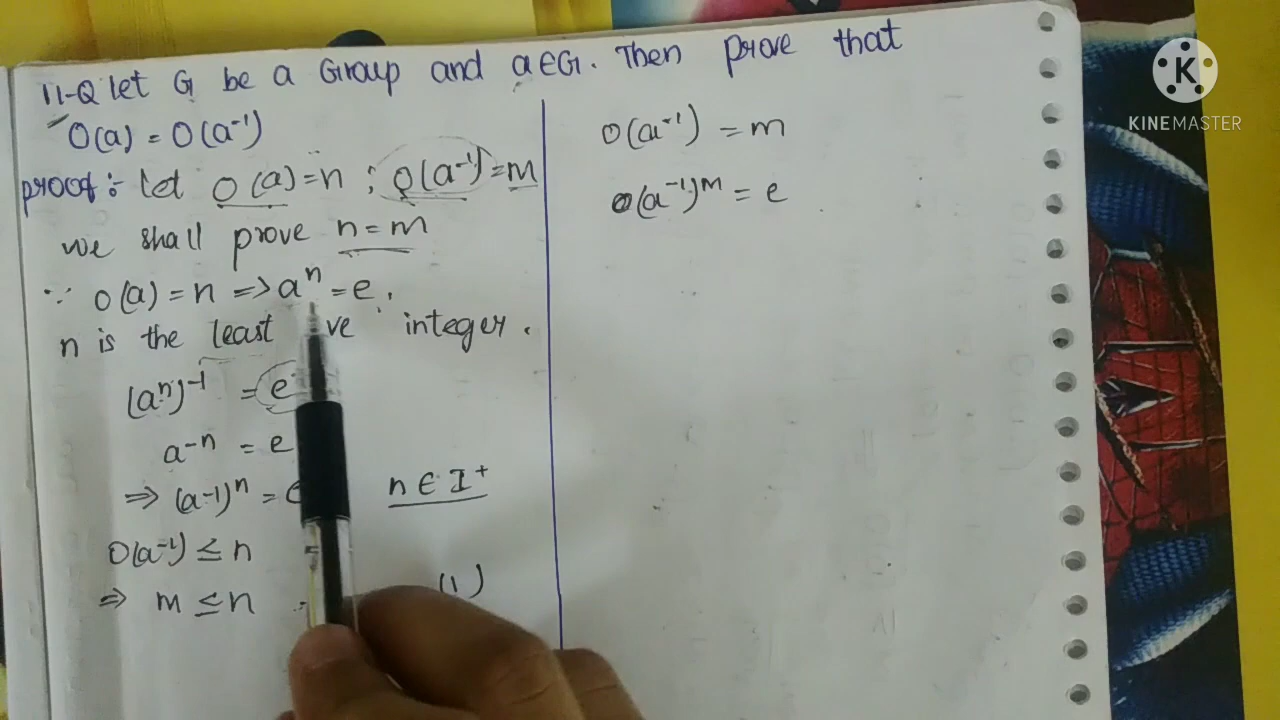 11-Q let G be a Group and a∈G. Then prove that
O(a) = O(a⁻¹)
proof :- let O(a) = n ; O(a⁻¹) = m
we shall prove n = m
∵ O(a) = n => aⁿ = e.
n is the least ve integer.
(aⁿ)⁻¹ = e
a⁻ⁿ = e
=> (a-1)ⁿ = e n ∈ I⁺
O(a⁻¹) ≤ n
=> m ≤ n (1)
O(a⁻¹) = m
(a⁻¹)ᵐ = e
K
KINEMASTER